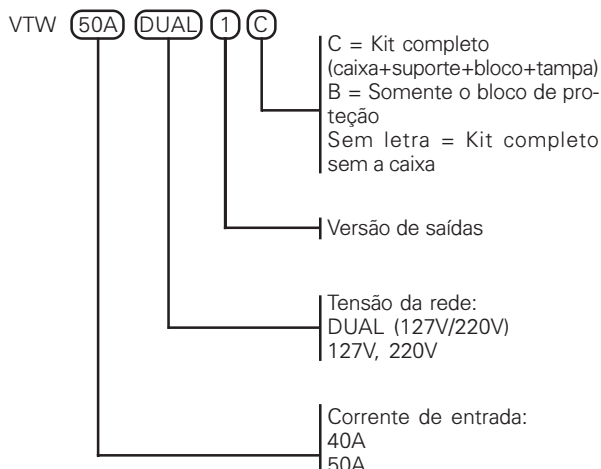 VTW 50A DUAL 1 C
C = Kit completo
(caixa+suporte+bloco+tampa)
B = Somente o bloco de pro-
teção
Sem letra = Kit completo
sem a caixa
Versão de saídas
Tensão da rede:
DUAL (127V/220V)
127V, 220V
Corrente de entrada:
40A
50A